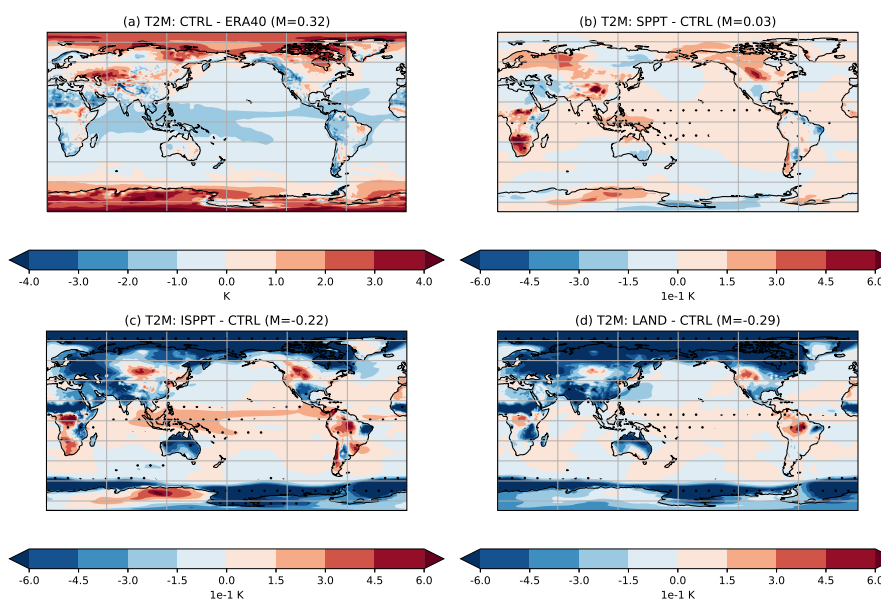 (a) T2M: CTRL - ERA40 (M=0.32)
(b) T2M: SPPT - CTRL (M=0.03)
-4.0 -3.0 -2.0 -1.0 0.0 1.0 2.0 3.0 4.0
K
-6.0 -4.5 -3.0 -1.5 0.0 1.5 3.0 4.5 6.0
1e-1 K
(c) T2M: ISPPT - CTRL (M=-0.22)
(d) T2M: LAND - CTRL (M=-0.29)
-6.0 -4.5 -3.0 -1.5 0.0 1.5 3.0 4.5 6.0
1e-1 K
-6.0 -4.5 -3.0 -1.5 0.0 1.5 3.0 4.5 6.0
1e-1 K